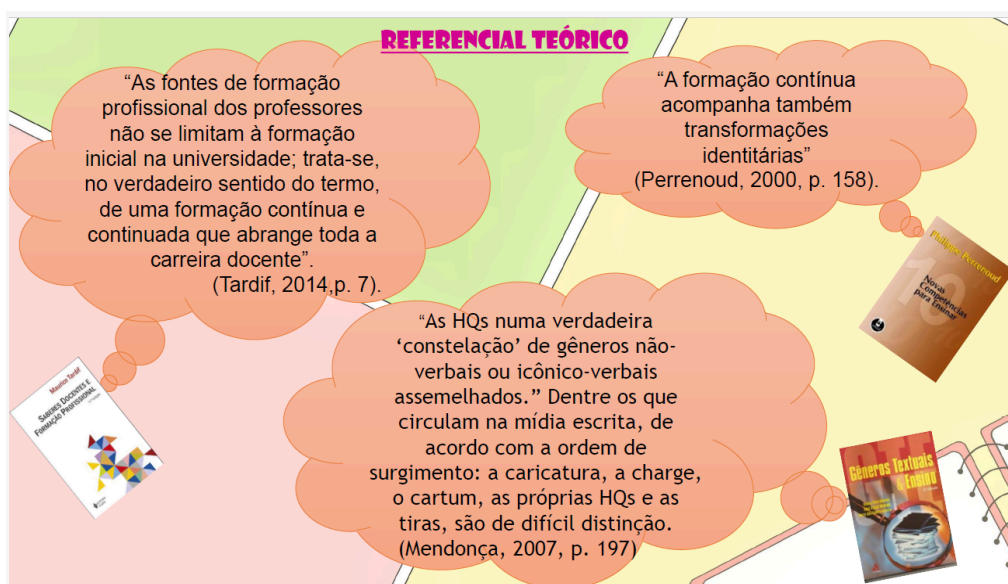 REFERENCIAL TEÓRICO
“As fontes de formação
profissional dos professores
não se limitam à formação
inicial na universidade; trata-se,
no verdadeiro sentido do termo,
de uma formação contínua e
continuada que abrange toda a
carreira docente”.
(Tardif, 2014,p. 7).
“A formação contínua
acompanha também
transformações
identitárias”
(Perrenoud, 2000, p. 158).
Philippe Perrenoud
10
Novas
Competências
para Ensinar
“As HQs numa verdadeira
‘constelação’ de gêneros não-
verbais ou icônico-verbais
assemelhados.” Dentre os que
circulam na mídia escrita, de
acordo com a ordem de
surgimento: a caricatura, a charge,
o cartum, as próprias HQs e as
tiras, são de difícil distinção.
(Mendonça, 2007, p. 197)
Maurice Tardif
SABERES DOCENTES E
FORMAÇÃO PROFISSIONAL
Gêneros Textuais
& Ensino